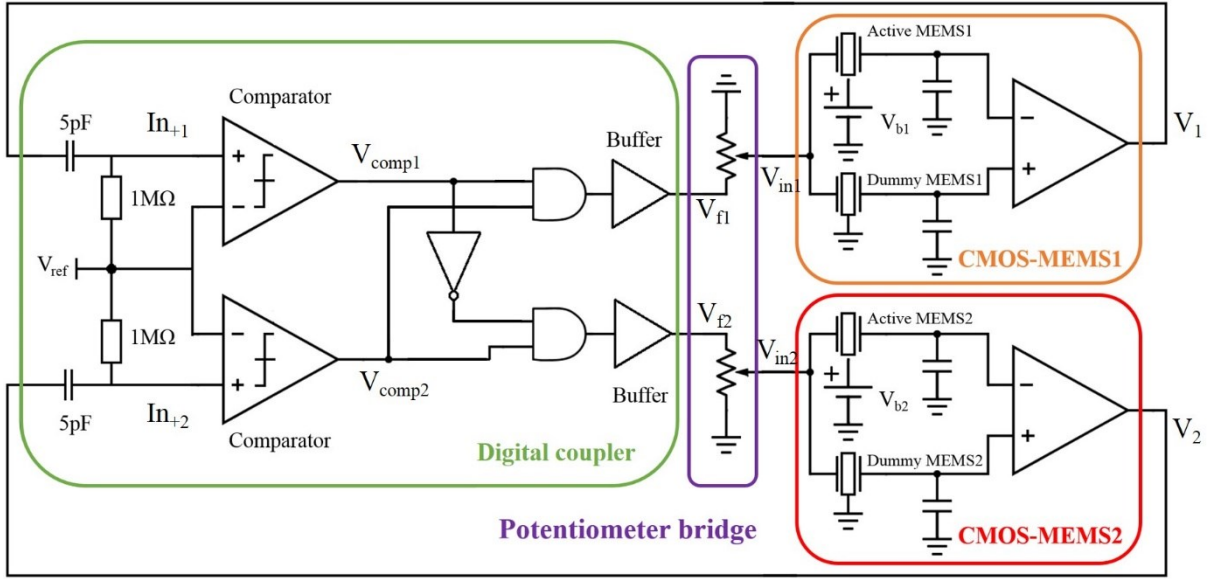 Active MEMS1
Comparator
5pF
In+1
+
Vcomp1
Buffer
+
Vb1
−
V1
1MΩ
−
Vin1
Dummy MEMS1
+
Vf1
Vref
CMOS-MEMS1
1MΩ
−
Vf2
Active MEMS2
Vin2
+
Vb2
−
+
Vcomp2
Buffer
5pF
In+2
Comparator
+
V2
Digital coupler
Dummy MEMS2
Potentiometer bridge
CMOS-MEMS2